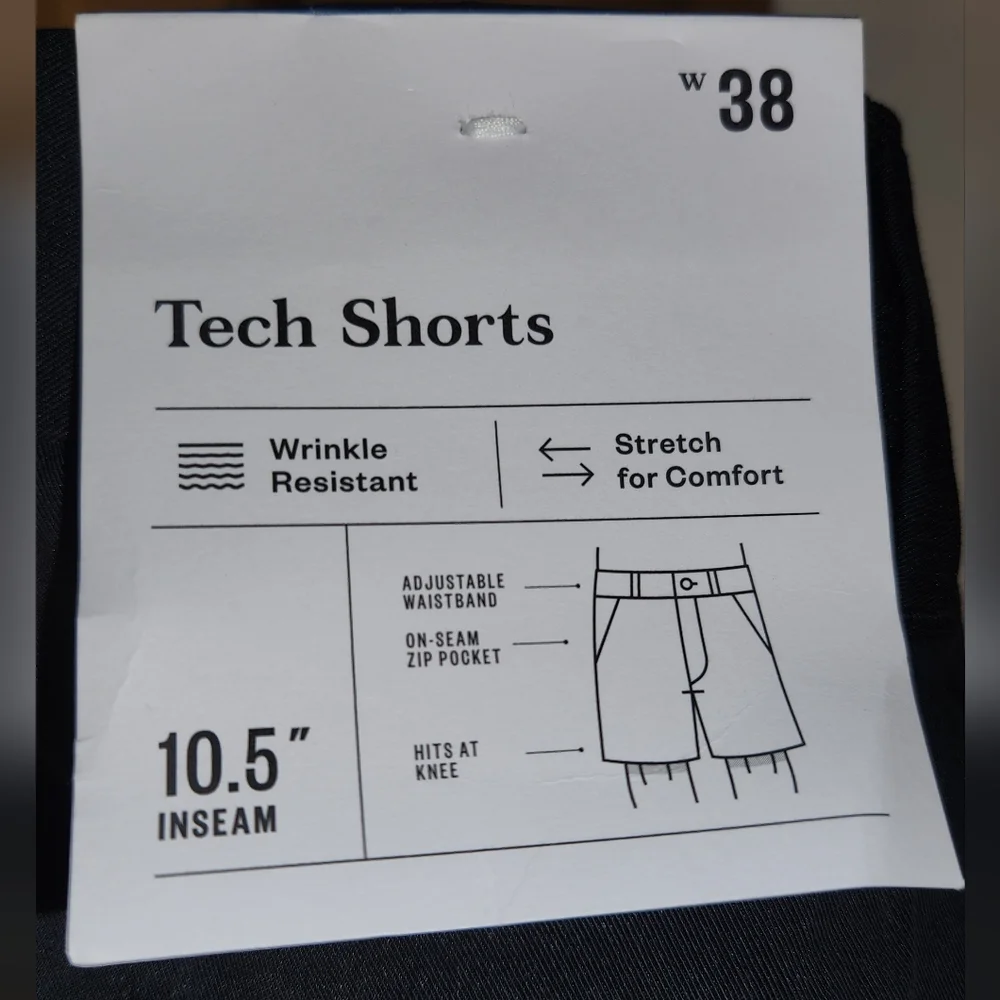 W 38
Tech Shorts
Wrinkle
Resistant
Stretch
for Comfort
ADJUSTABLE
WAISTBAND
ON-SEAM
ZIP POCKET
HITS AT
KNEE
10.5"
INSEAM